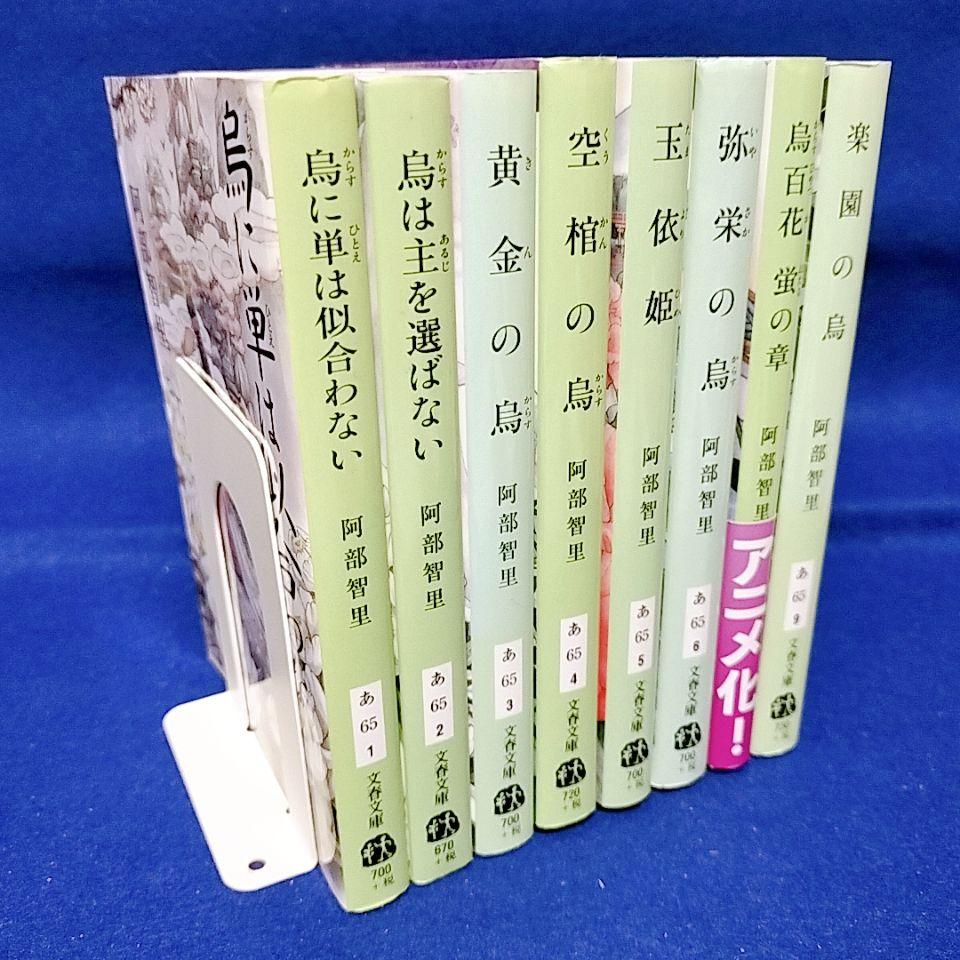 烏に単は
烏に単は似合わない
阿部智里
あ
65
1
文春文庫
700
+税
烏は主を選ばない
阿部智里
あ
65
2
文春文庫
670
+税
黄金の烏
阿部智里
あ
65
3
文春文庫
700
+税
空棺の烏
阿部智里
あ
65
4
文春文庫
720
+税
玉依姫
阿部智里
あ
65
5
文春文庫
700
+税
弥栄の烏
阿部智里
あ
65
6
文春文庫
700
+税
烏百花 蛍の章
阿部智里
アニメ化!
楽園の烏
阿部智里
あ
65
9
文春文庫